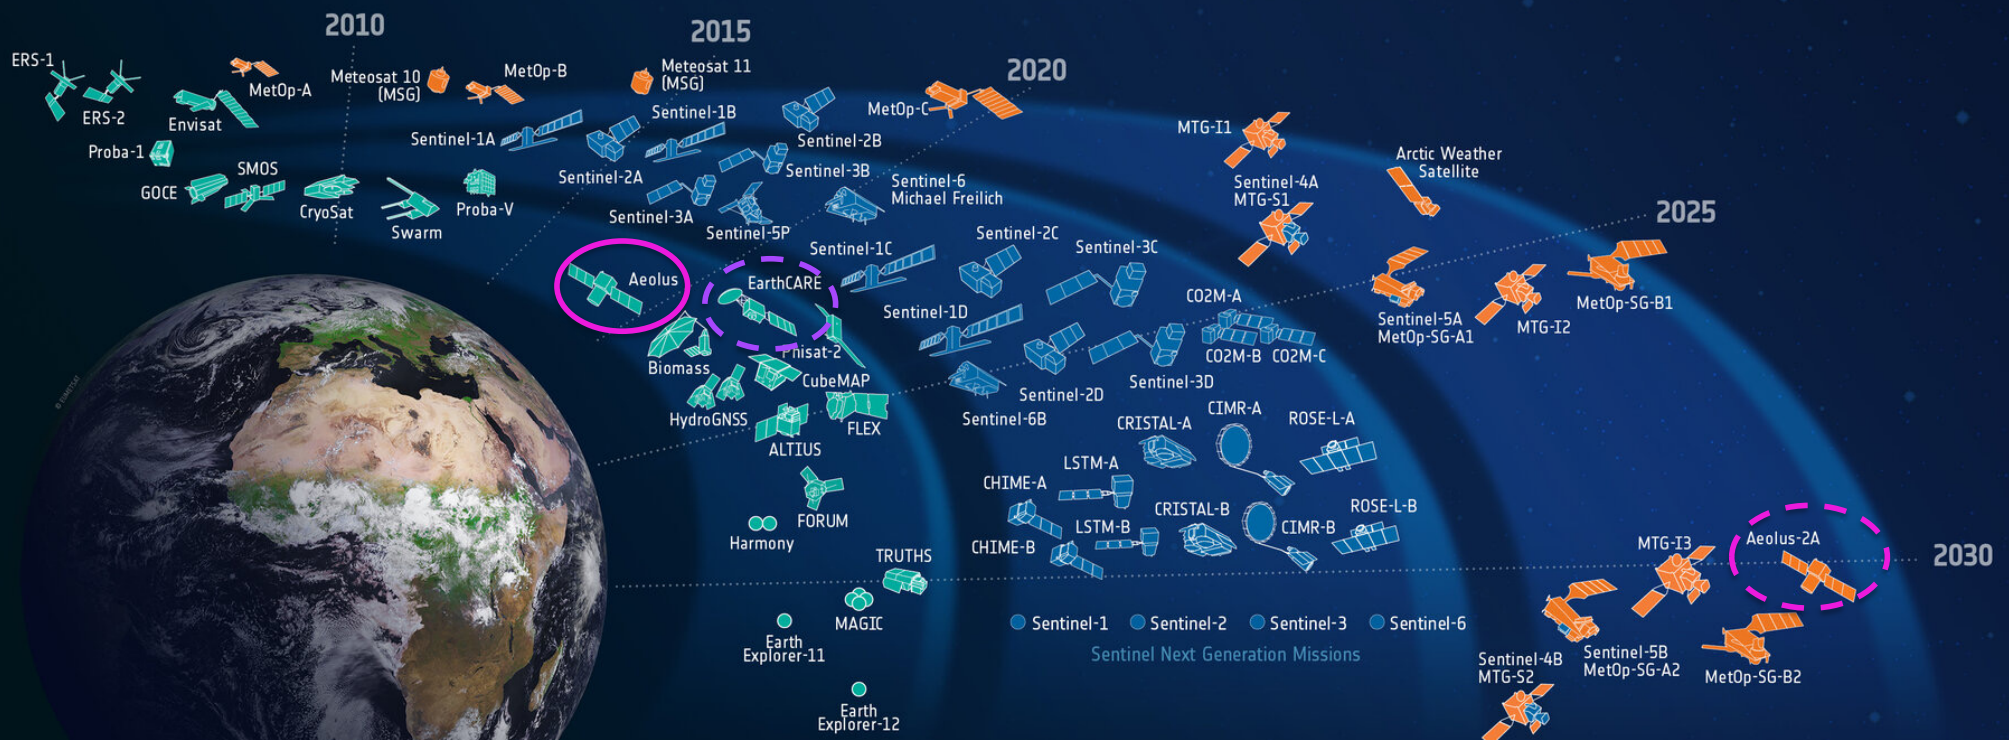 2010
2015
2020
2025
2030
ERS-1
ERS-2
MetOp-A
Envisat
Proba-1
GOCE
SMOS
CryoSat
Swarm
Proba-V
Meteosat 10
(MSG)
MetOp-B
Meteosat 11
(MSG)
Sentinel-1A
Sentinel-1B
Sentinel-2A
Sentinel-2B
Sentinel-3A
Sentinel-3B
Sentinel-5P
MetOp-C
Sentinel-6
Michael Freilich
Aeolus
EarthCARE
Biomass
Phisat-2
CubeMAP
HydroGNSS
FLEX
ALTIUS
FORUM
Harmony
TRUTHS
MAGIC
Earth
Explorer-11
Earth
Explorer-12
Sentinel-1C
Sentinel-2C
Sentinel-3C
Sentinel-1D
Sentinel-2D
Sentinel-3D
Sentinel-6B
CO2M-A
CO2M-B
CO2M-C
CRISTAL-A
CIMR-A
ROSE-L-A
LSTM-A
CHIME-A
CRISTAL-B
ROSE-L-B
LSTM-B
CIMR-B
CHIME-B
Sentinel-1
Sentinel-2
Sentinel-3
Sentinel-6
Sentinel Next Generation Missions
MTG-I1
Sentinel-4A
MTG-S1
Arctic Weather
Satellite
Sentinel-5A
MetOp-SG-A1
MTG-I2
MetOp-SG-B1
MTG-I3
Aeolus-2A
Sentinel-4B
MTG-S2
Sentinel-5B
MetOp-SG-A2
MetOp-SG-B2
© EUMETSAT